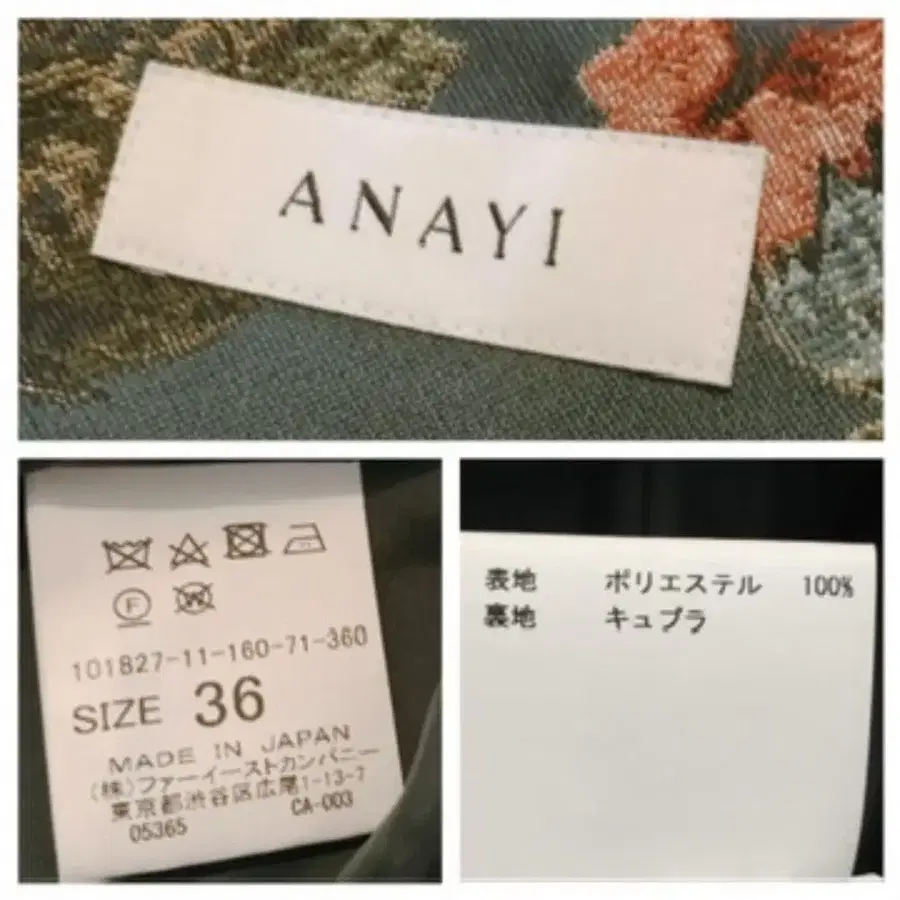 ANAYI
F
W
101827-11-160-71-360
SIZE 36
MADE IN JAPAN
(株)ファーイーストカンパニー
東京都渋谷区広尾1-13-7
05365 CA-003
表地 ポリエステル 100%
裏地 キュプラ